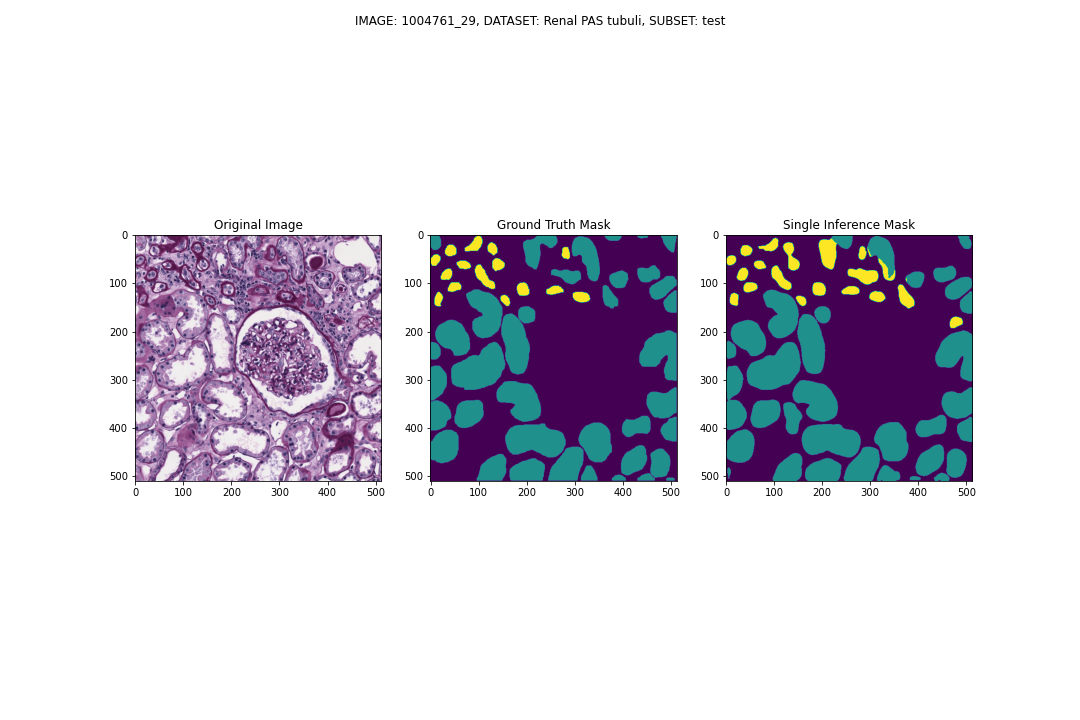 IMAGE: 1004761_29, DATASET: Renal PAS tubuli, SUBSET: test
Original Image
Ground Truth Mask
Single Inference Mask
0
100
200
300
400
500
0 100 200 300 400 500
0
100
200
300
400
500
0 100 200 300 400 500
0
100
200
300
400
500
0 100 200 300 400 500